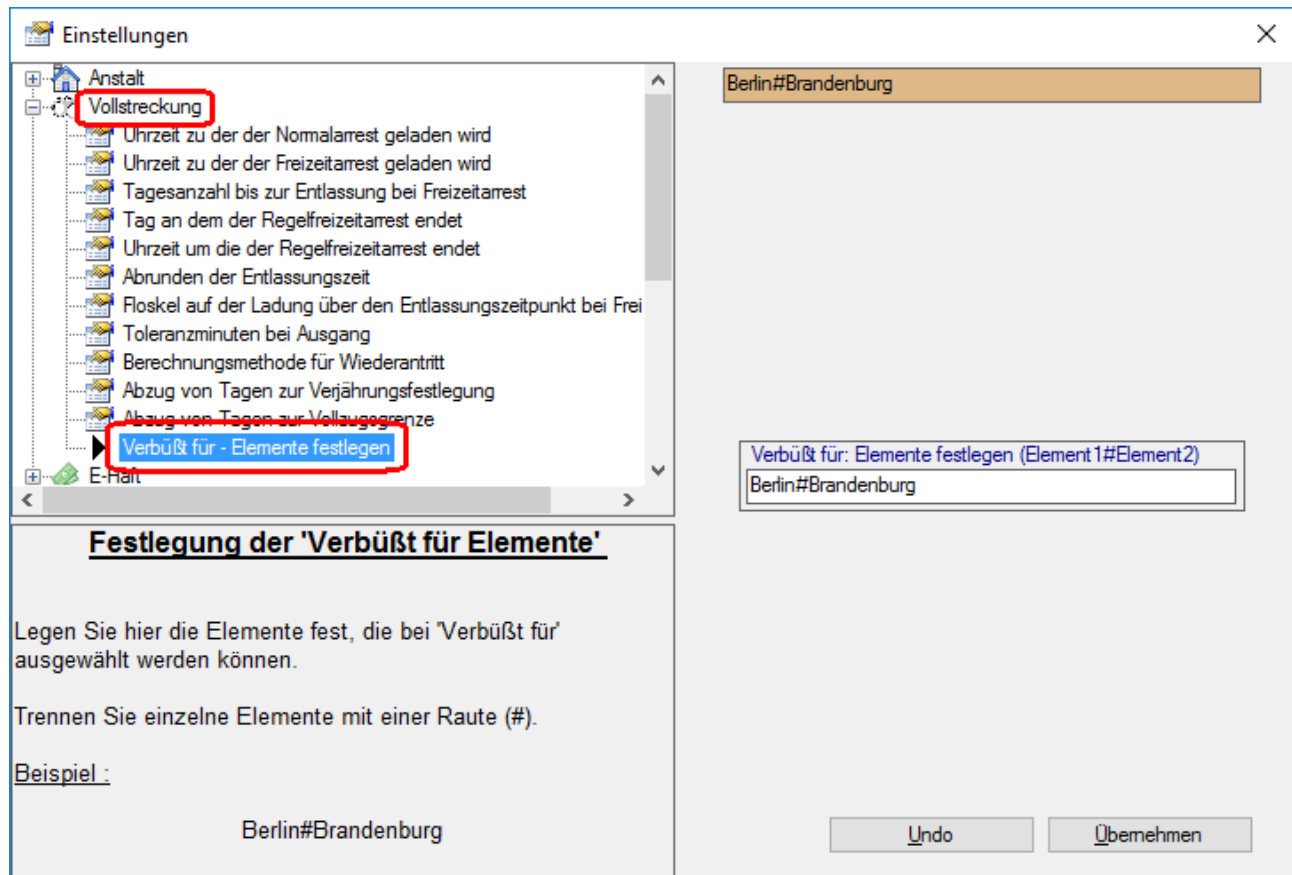 Einstellungen
Anstalt
Vollstreckung
Uhrzeit zu der der Normalarrest geladen wird
Uhrzeit zu der der Freizeitarrest geladen wird
Tagesanzahl bis zur Entlassung bei Freizeitarrest
Tag an dem der Regelfreizeitarrest endet
Uhrzeit um die der Regelfreizeitarrest endet
Abrunden der Entlassungszeit
Floskel auf der Ladung über den Entlassungszeitpunkt bei Frei
Toleranzminuten bei Ausgang
Berechnungsmethode für Wiederantritt
Abzug von Tagen zur Verjährungsfestlegung
Abzug von Tagen zur Vollzugsgrenze
Verbüßt für - Elemente festlegen
E-Haft
Festlegung der 'Verbüßt für Elemente'
Legen Sie hier die Elemente fest, die bei 'Verbüßt für'
ausgewählt werden können.
Trennen Sie einzelne Elemente mit einer Raute (#).
Beispiel :
Berlin#Brandenburg
Berlin#Brandenburg
Verbüßt für: Elemente festlegen (Element1#Element2)
Berlin#Brandenburg
Undo
Übernehmen